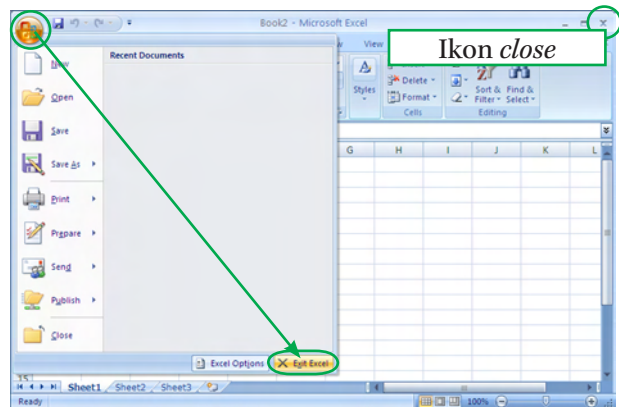 Book2 - Microsoft Excel
View
Ikon close
New
Recent Documents
Open
Save
Save As
Print
Prepare
Send
Publish
Close
Styles
Delete
Format
Cells
Sort & Find &
Filter Select
Editing
G H I J K L
Excel Options
Exit Excel
15
Sheet1 Sheet2 Sheet3
Ready
100%